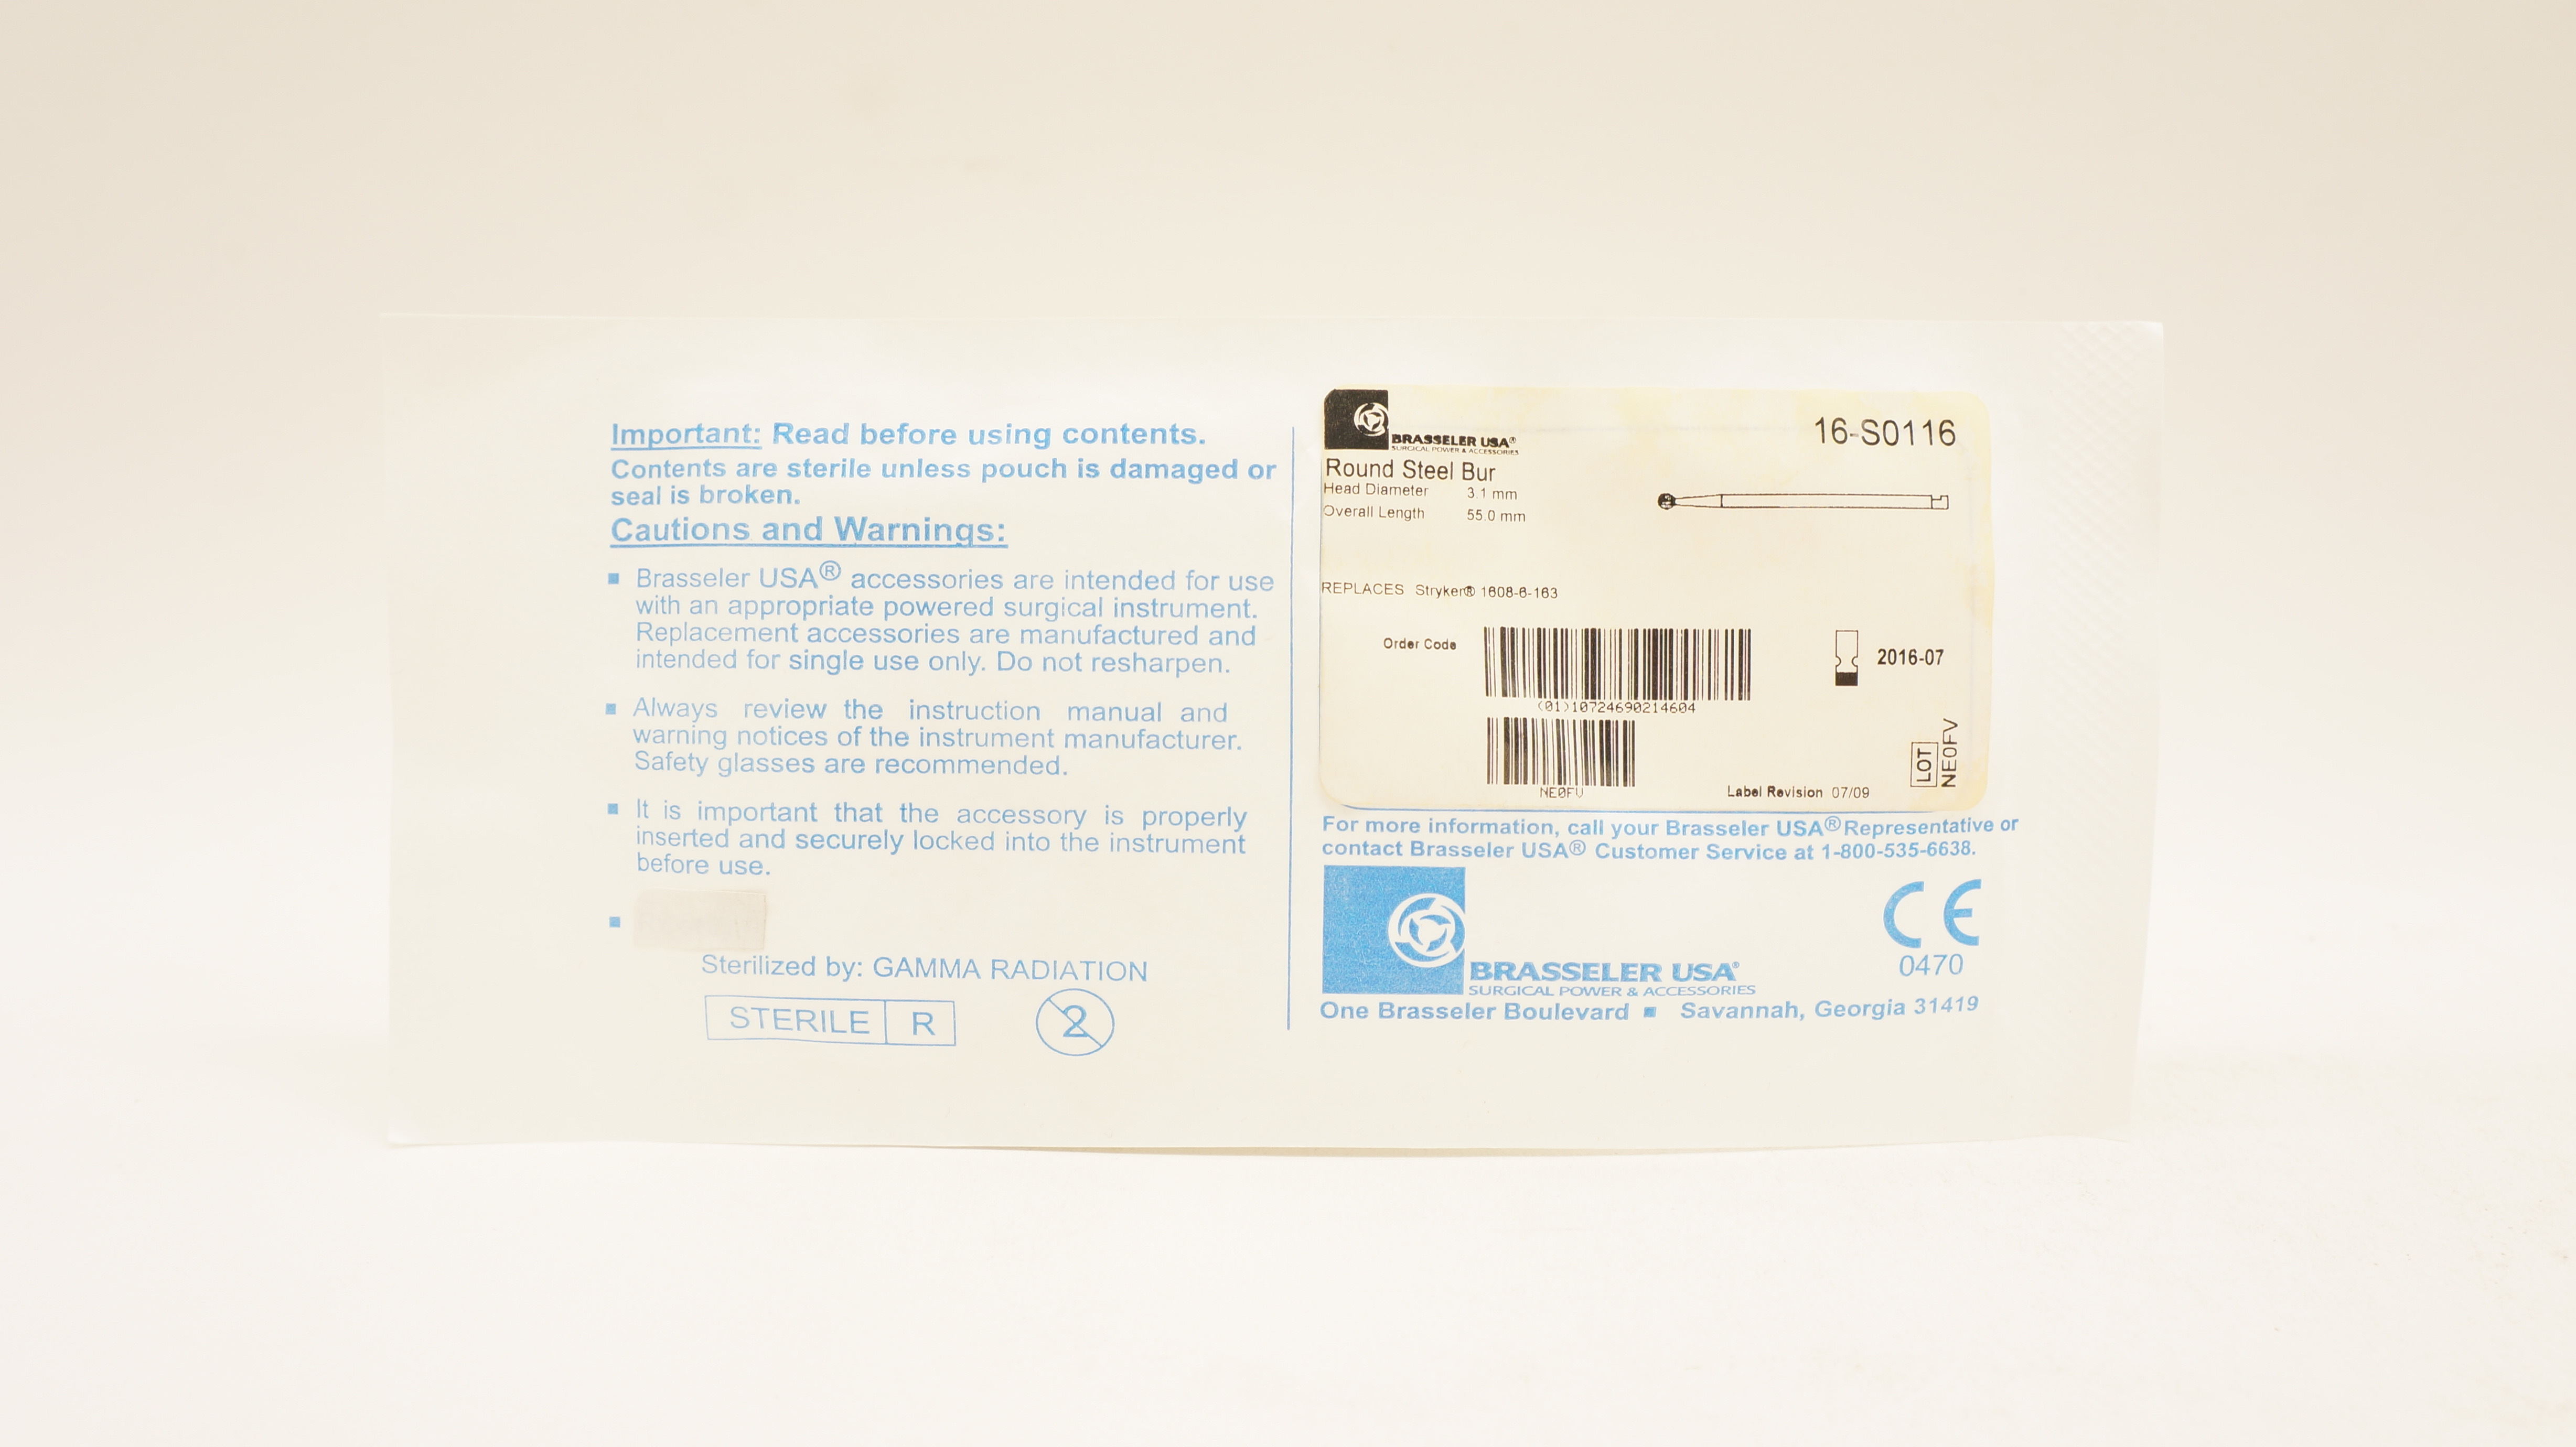 Important: Read before using contents.
Contents are sterile unless pouch is damaged or
seal is broken.
Cautions and Warnings:
Brasseler USA® accessories are intended for use
with an appropriate powered surgical instrument.
Replacement accessories are manufactured and
intended for single use only. Do not resharpen.
Always review the instruction manual and
warning notices of the instrument manufacturer.
Safety glasses are recommended.
It is important that the accessory is properly
inserted and securely locked into the instrument
before use.
Sterilized by: GAMMA RADIATION
STERILE R
2
BRASSELER USA®
SURGICAL POWER & ACCESSORIES
16-S0116
Round Steel Bur
Head Diameter 3.1 mm
Overall Length 55.0 mm
REPLACES Stryker® 1608-6-163
Order Code
(01)10724690214604
2016-07
NE0FV
LOT
NE0FV
Label Revision 07/09
For more information, call your Brasseler USA® Representative or
contact Brasseler USA® Customer Service at 1-800-535-6638.
BRASSELER USA®
SURGICAL POWER & ACCESSORIES
CE
0470
One Brasseler Boulevard ■ Savannah, Georgia 31419